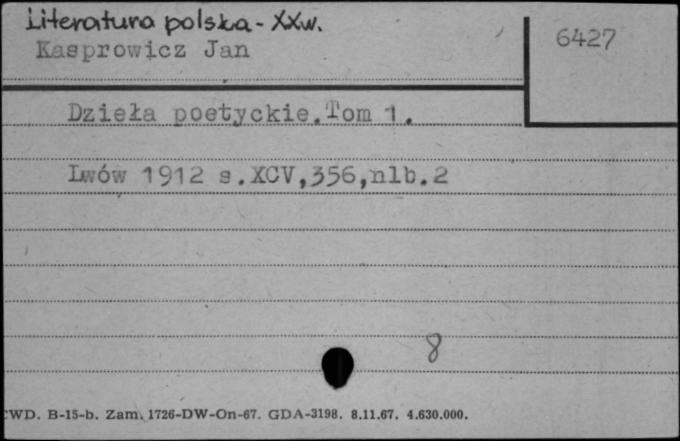 Literatura polska - XXw.
Kasprowicz Jan
6427
Dzieła poetyckie.Tom 1.
Lwów 1912 s.XCV,356,nlb.2
8
CWD. B-15-b. Zam. 1726-DW-On-67. GDA-3198. 8.11.67. 4.630.000.